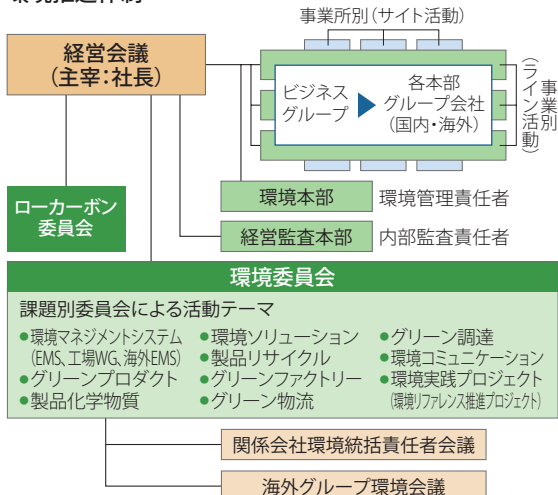 事業所別(サイト活動)
経営会議
(主宰:社長)
ビジネス
グループ
各本部
グループ会社
(国内・海外)
事業別
(ライン活動)
ローカーボン
委員会
環境本部 環境管理責任者
経営監査本部 内部監査責任者
環境委員会
課題別委員会による活動テーマ
●環境マネジメントシステム
(EMS、工場WG、海外EMS)
●グリーンプロダクト
●製品化学物質
●環境ソリューション
●製品リサイクル
●グリーンファクトリー
●グリーン物流
●グリーン調達
●環境コミュニケーション
●環境実践プロジェクト
(環境リファレンス推進プロジェクト)
関係会社環境統括責任者会議
海外グループ環境会議